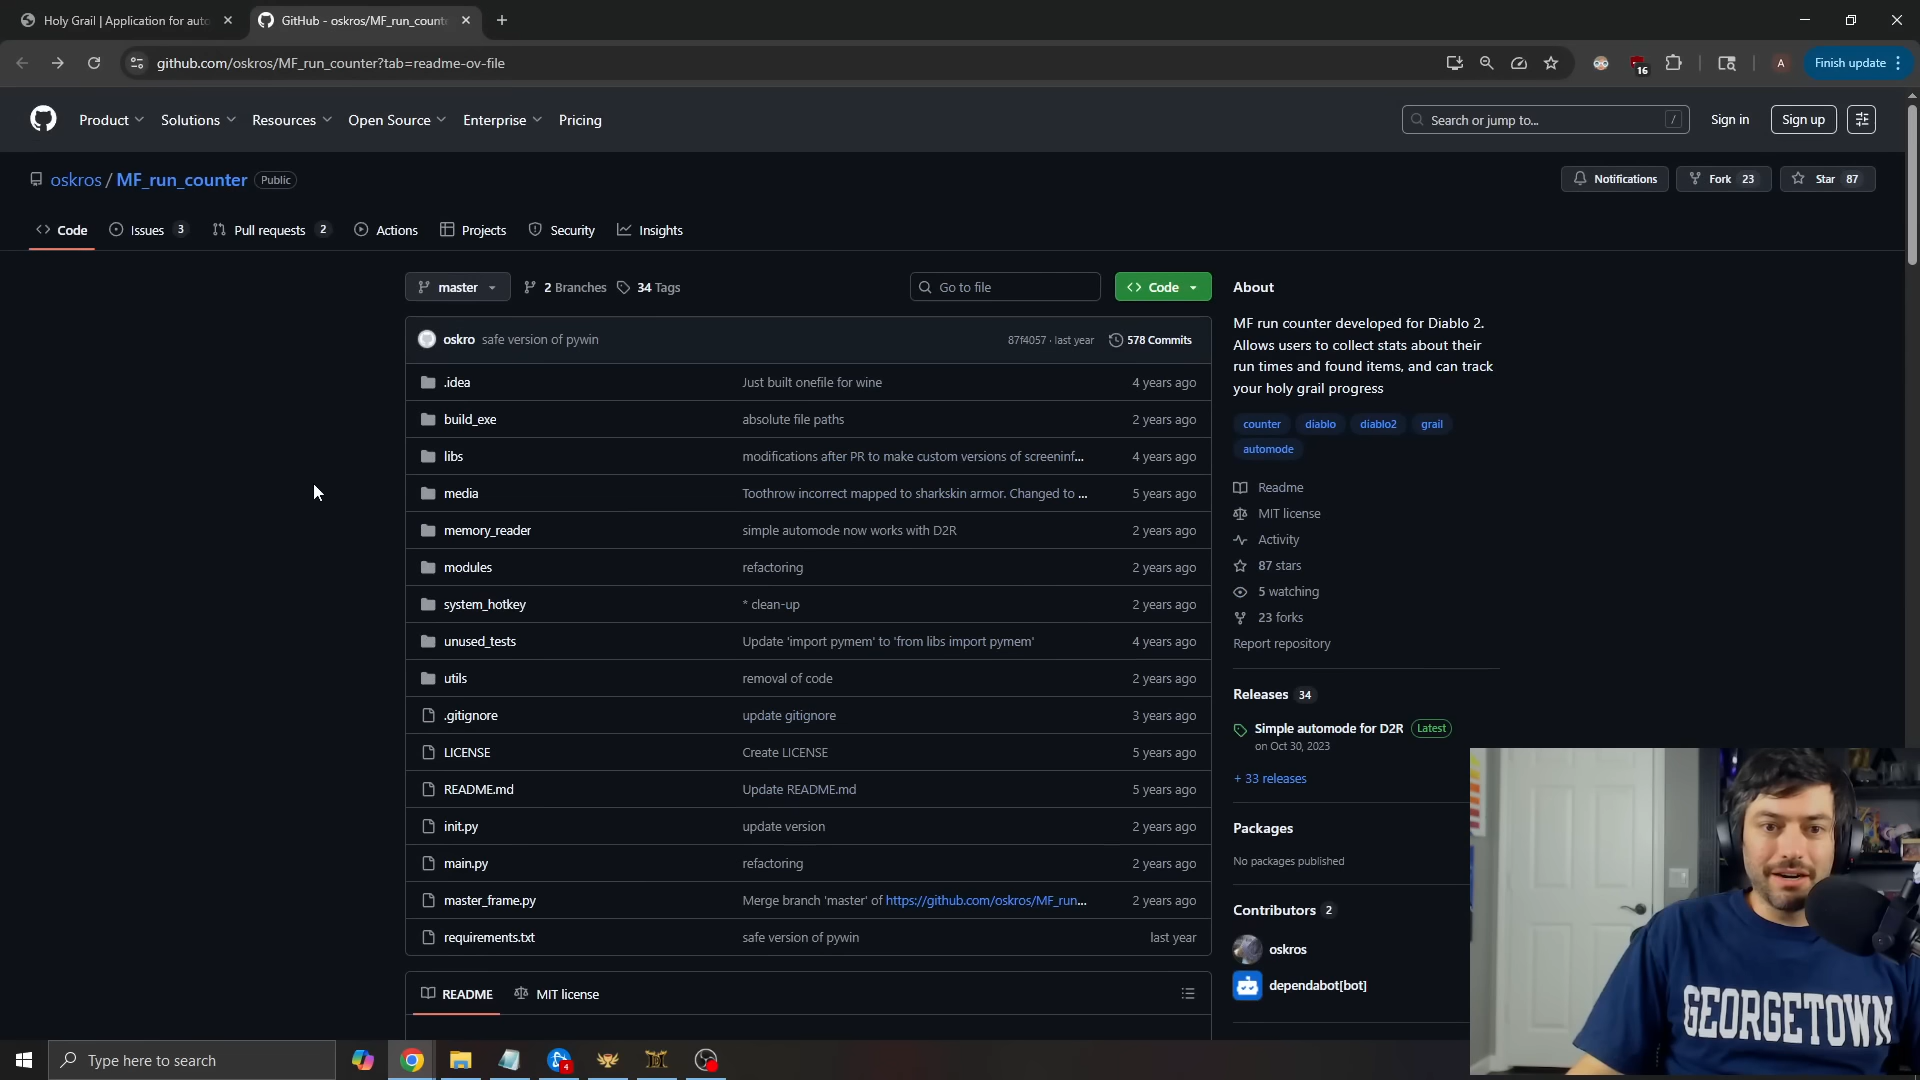 Holy Grail | Application for auto
GitHub - oskros/MF_run_count
github.com/oskros/MF_run_counter?tab=readme-ov-file
16
A
Finish update
Product
Solutions
Resources
Open Source
Enterprise
Pricing
Search or jump to...
/
Sign in
Sign up
oskros / MF_run_counter
Public
Notifications
Fork 23
Star 87
Code
Issues 3
Pull requests 2
Actions
Projects
Security
Insights
master
2 Branches
34 Tags
Go to file
Code
oskro safe version of pywin 87f4057 · last year 578 Commits
.idea Just built onefile for wine 4 years ago
build_exe absolute file paths 2 years ago
libs modifications after PR to make custom versions of screeninf... 4 years ago
media Toothrow incorrect mapped to sharkskin armor. Changed to ... 5 years ago
memory_reader simple automode now works with D2R 2 years ago
modules refactoring 2 years ago
system_hotkey * clean-up 2 years ago
unused_tests Update 'import pymem' to 'from libs import pymem' 4 years ago
utils removal of code 2 years ago
.gitignore update gitignore 3 years ago
LICENSE Create LICENSE 5 years ago
README.md Update README.md 5 years ago
init.py update version 2 years ago
main.py refactoring 2 years ago
master_frame.py Merge branch 'master' of https://github.com/oskros/MF_run... 2 years ago
requirements.txt safe version of pywin last year
README
MIT license
About
MF run counter developed for Diablo 2.
Allows users to collect stats about their
run times and found items, and can track
your holy grail progress
counter diablo diablo2 grail
automode
Readme
MIT license
Activity
87 stars
5 watching
23 forks
Report repository
Releases 34
Simple automode for D2R Latest
on Oct 30, 2023
+ 33 releases
Packages
No packages published
Contributors 2
oskros
dependabot[bot]
GEORGETOWN
Type here to search
4